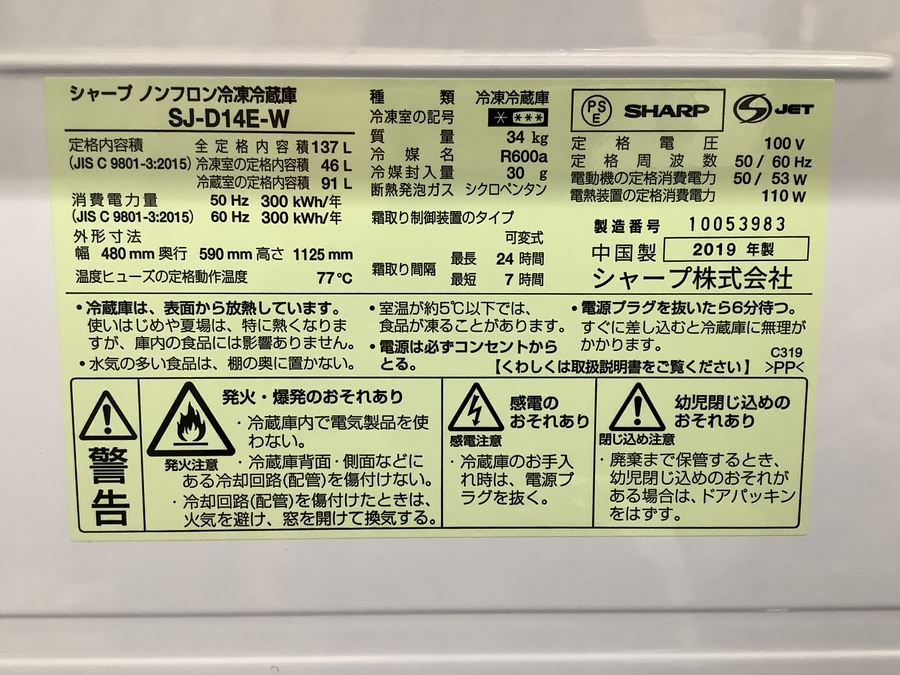 シャープ ノンフロン冷凍冷蔵庫
SJ-D14E-W
定格内容積 全定格内容積 137 L
(JIS C 9801-3:2015) 冷凍室の定格内容積 46 L
冷蔵室の定格内容積 91 L
消費電力量 50 Hz 300 kWh/年
(JIS C 9801-3:2015) 60 Hz 300 kWh/年
外形寸法
幅 480 mm 奥行 590 mm 高さ 1125 mm
温度ヒューズの定格動作温度 77℃
種類 冷凍冷蔵庫
冷凍室の記号 * ***
質量 34 kg
冷媒名 R600a
冷媒封入量 30 g
断熱発泡ガス シクロペンタン
霜取り制御装置のタイプ
可変式
霜取り間隔 最長 24 時間
最短 7 時間
PS E SHARP S JET
定格電圧 100 V
定格周波数 50 / 60 Hz
電動機の定格消費電力 50 / 53 W
電熱装置の定格消費電力 110 W
製造番号 10053983
中国製 2019 年製
シャープ株式会社
・冷蔵庫は、表面から放熱しています。
使いはじめや夏場は、特に熱くなりま
すが、庫内の食品には影響ありません。
・水気の多い食品は、棚の奥に置かない。
・室温が約5℃以下では、
食品が凍ることがあります。
・電源は必ずコンセントから
とる。
・電源プラグを抜いたら6分待つ。
すぐに差し込むと冷蔵庫に無理が
かかります。
【くわしくは取扱説明書をご覧ください】
C319
>PP<
警告
発火注意
発火・爆発のおそれあり
・冷蔵庫内で電気製品を使
わない。
・冷蔵庫背面・側面などに
ある冷却回路(配管)を傷付けない。
・冷却回路(配管)を傷付けたときは、
火気を避け、窓を開けて換気する。
感電注意
感電の
おそれあり
・冷蔵庫のお手入
れ時は、電源プ
ラグを抜く。
閉じ込め注意
幼児閉じ込めの
おそれあり
・廃棄まで保管するとき、
幼児閉じ込めのおそれが
ある場合は、ドアパッキン
をはずす。